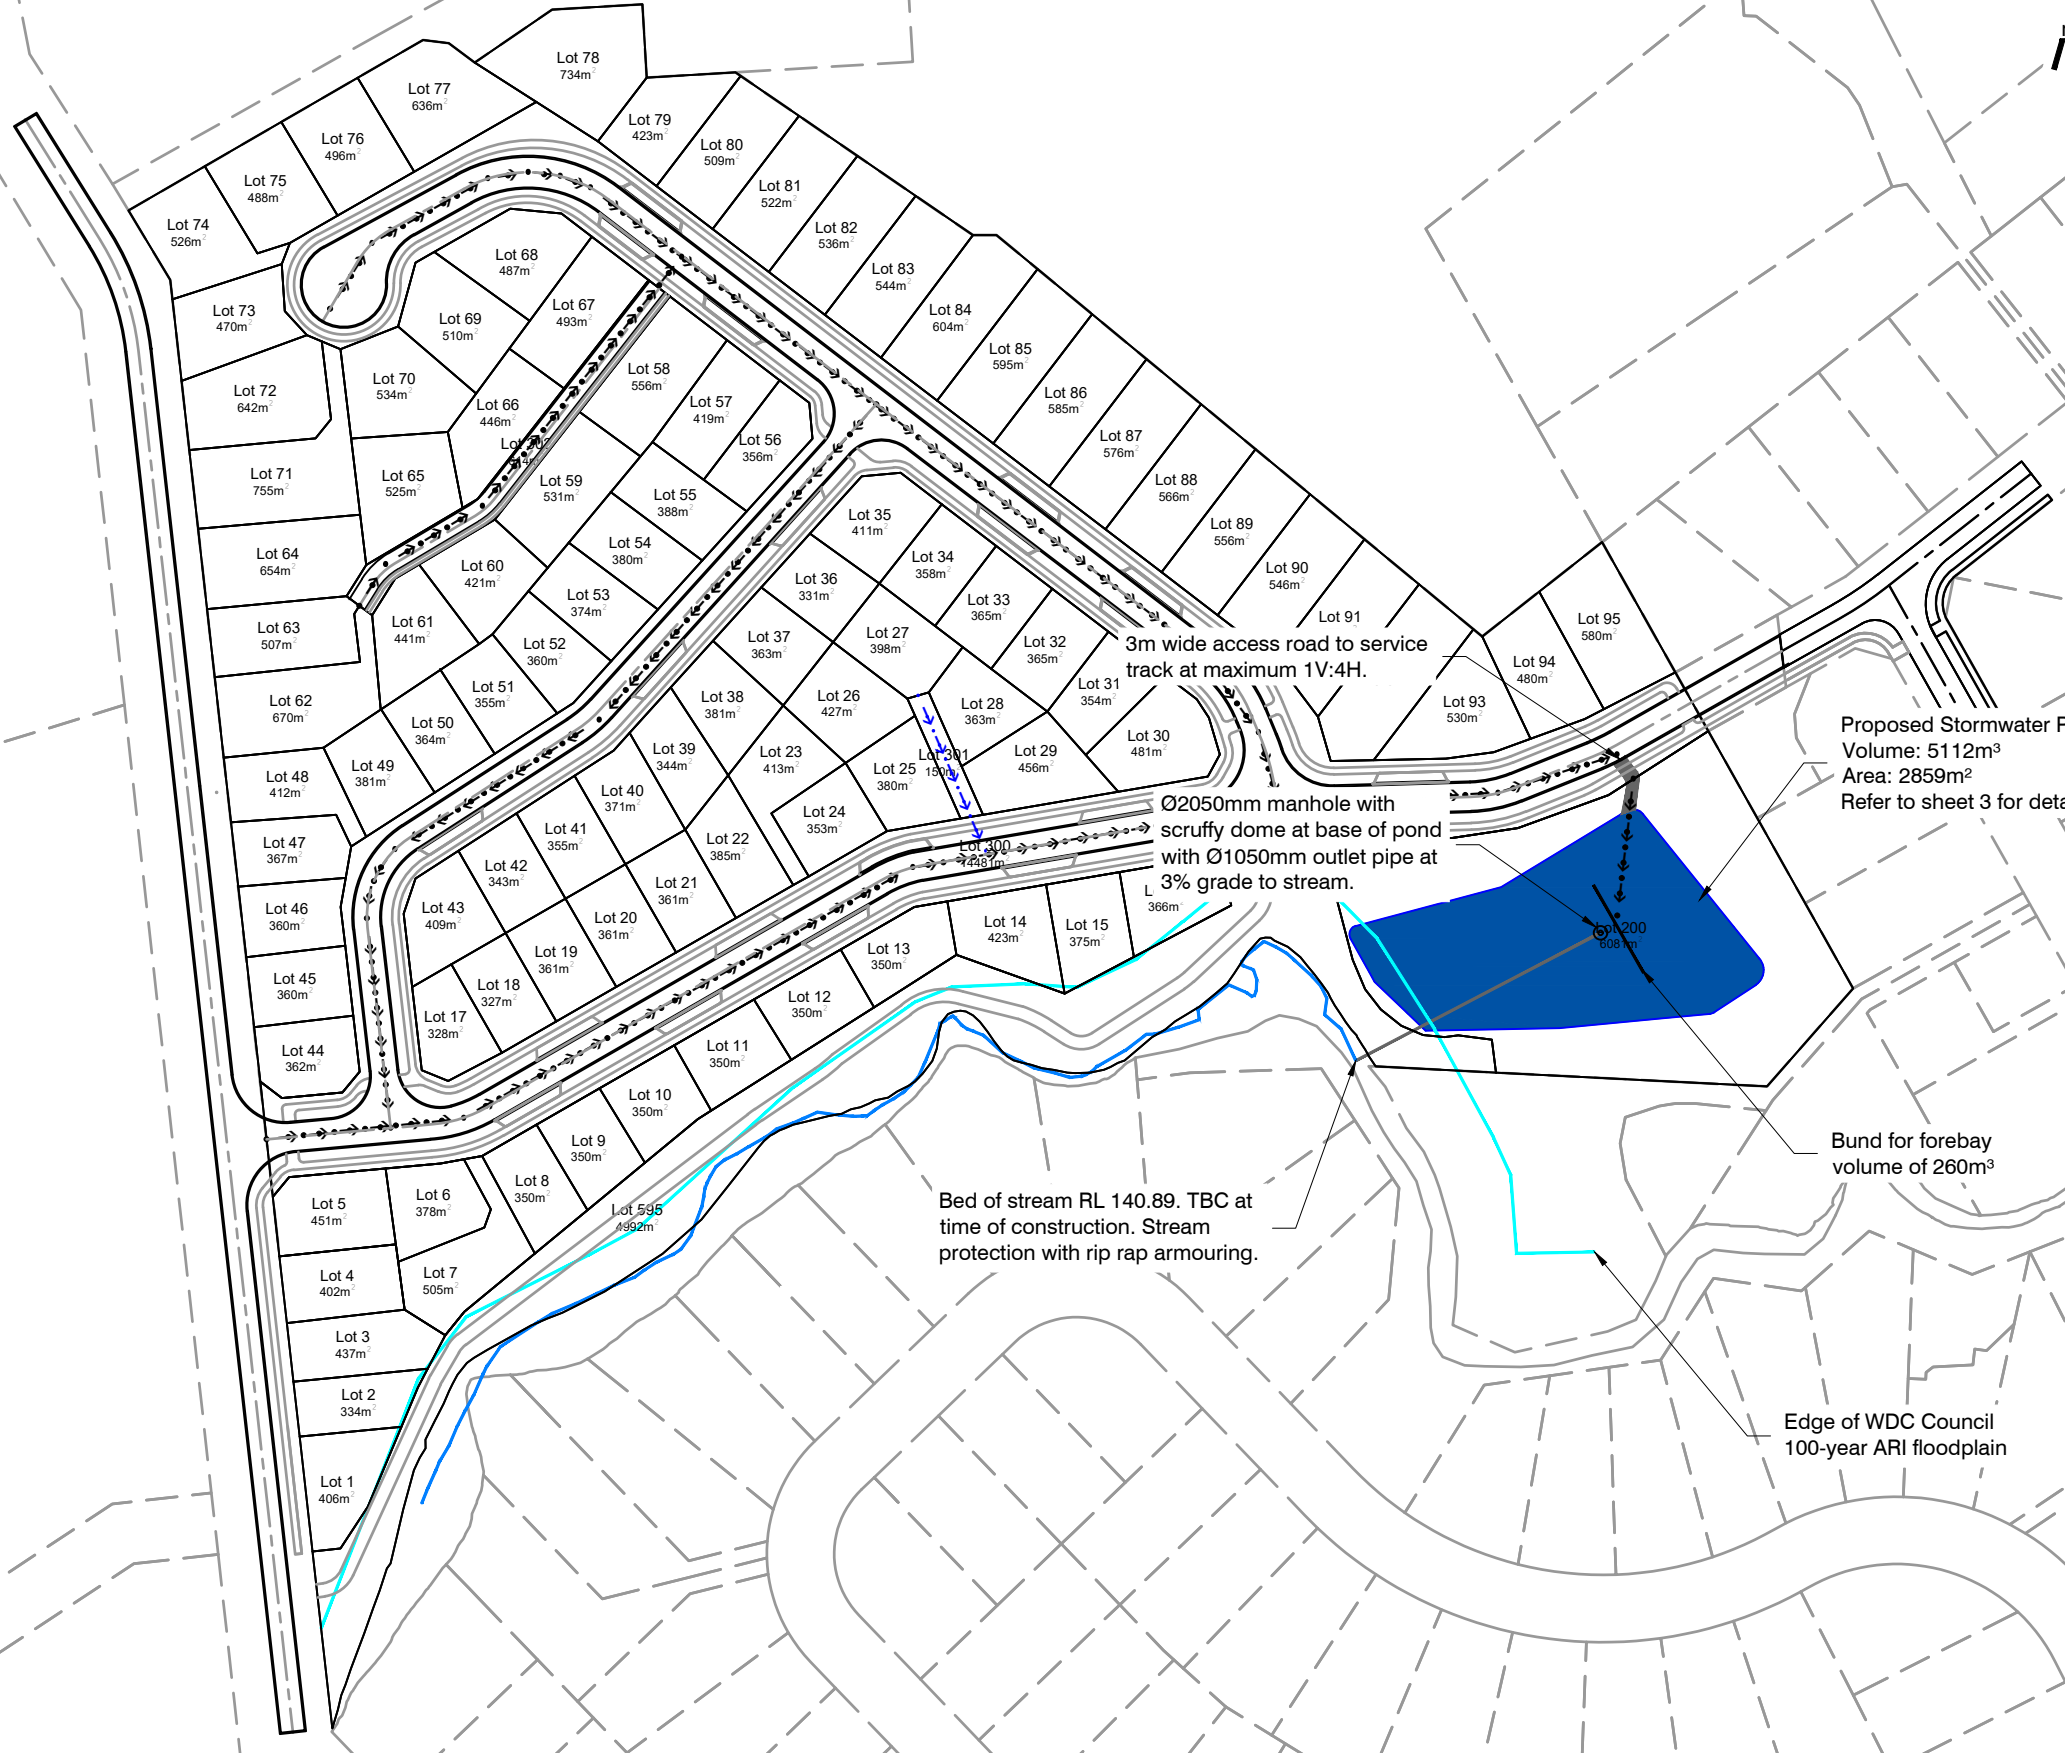 Lot 78
734m²
Lot 77
636m²
Lot 79
423m²
Lot 76
496m²
Lot 80
509m²
Lot 75
488m²
Lot 81
522m²
Lot 74
526m²
Lot 82
536m²
Lot 68
487m²
Lot 83
544m²
Lot 73
470m²
Lot 67
493m²
Lot 69
510m²
Lot 84
604m²
Lot 85
595m²
Lot 72
642m²
Lot 70
534m²
Lot 58
556m²
Lot 86
585m²
Lot 66
446m²
Lot 57
419m²
Lot 56
356m²
Lot 87
576m²
Lot
Lot 71
755m²
Lot 65
525m²
Lot 59
531m²
Lot 55
388m²
Lot 88
566m²
Lot 35
411m²
Lot 89
556m²
Lot 64
654m²
Lot 60
421m²
Lot 54
380m²
Lot 34
358m²
Lot 36
331m²
Lot 90
546m²
Lot 53
374m²
Lot 33
365m²
Lot 63
507m²
Lot 61
441m²
Lot 37
363m²
Lot 27
398m²
Lot 32
365m²
Lot 91
Lot 95
580m²
3m wide access road to service
track at maximum 1V:4H.
Lot 52
360m²
Lot 94
480m²
Lot 62
670m²
Lot 51
355m²
Lot 38
381m²
Lot 26
427m²
Lot 31
354m²
Lot 28
363m²
Lot 93
530m²
Lot 50
364m²
Lot 30
481m²
Proposed Stormwater P
Volume: 5112m³
Area: 2859m²
Refer to sheet 3 for deta
Lot 48
412m²
Lot 49
381m²
Lot 39
344m²
Lot 23
413m²
Lot 25
380m²
Lot 301
150m²
Lot 29
456m²
Lot 40
371m²
Lot 24
353m²
Ø2050mm manhole with
scruffy dome at base of pond
with Ø1050mm outlet pipe at
3% grade to stream.
Lot 47
367m²
Lot 41
355m²
Lot 22
385m²
Lot 300
14481m²
Lot 42
343m²
Lot 21
361m²
366m²
Lot 46
360m²
Lot 43
409m²
Lot 20
361m²
Lot 14
423m²
Lot 15
375m²
Lot 200
6081m²
Lot 19
361m²
Lot 13
350m²
Lot 45
360m²
Lot 18
327m²
Lot 12
350m²
Lot 17
328m²
Lot 44
362m²
Lot 11
350m²
Lot 10
350m²
Lot 9
350m²
Bund for forebay
volume of 260m³
Lot 5
451m²
Lot 6
378m²
Lot 8
350m²
Lot 595
4992m²
Bed of stream RL 140.89. TBC at
time of construction. Stream
protection with rip rap armouring.
Lot 4
402m²
Lot 7
505m²
Lot 3
437m²
Lot 2
334m²
Edge of WDC Council
100-year ARI floodplain
Lot 1
406m²